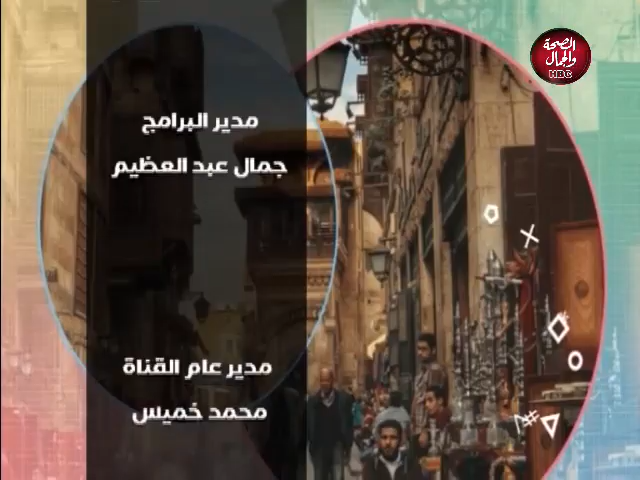 الصحة
والجمال
HBC
مدير البرامج
جمال عبد العظيم
مدير عام القناة
محمد خميس